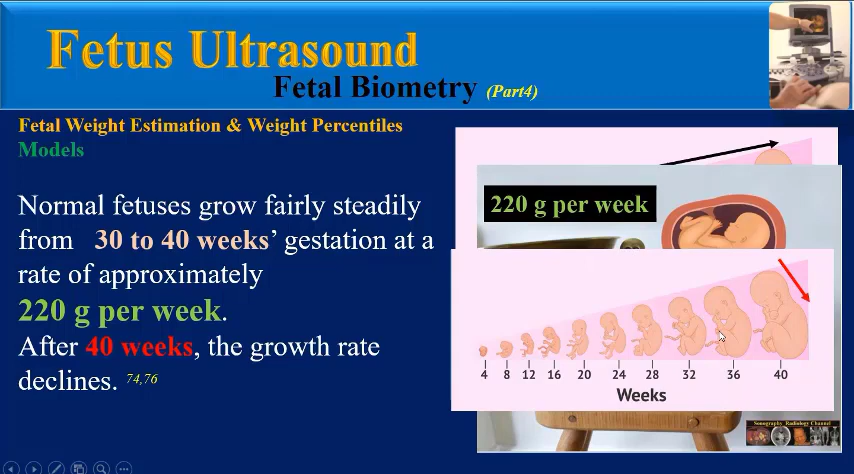 Fetus Ultrasound
Fetal Biometry (Part4)
Fetal Weight Estimation & Weight Percentiles
Models
Normal fetuses grow fairly steadily
from 30 to 40 weeks' gestation at a
rate of approximately
220 g per week.
After 40 weeks, the growth rate
declines. 74,76
220 g per week
4 8 12 16 20 24 28 32 36 40
Weeks
Sonography Radiology Channel